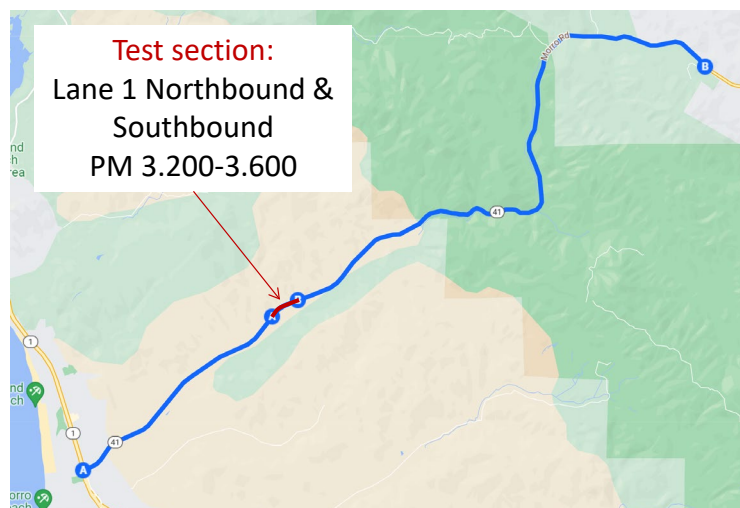 Test section:
Lane 1 Northbound &
Southbound
PM 3.200-3.600
Morro Rd
B
41
1
1
41
A